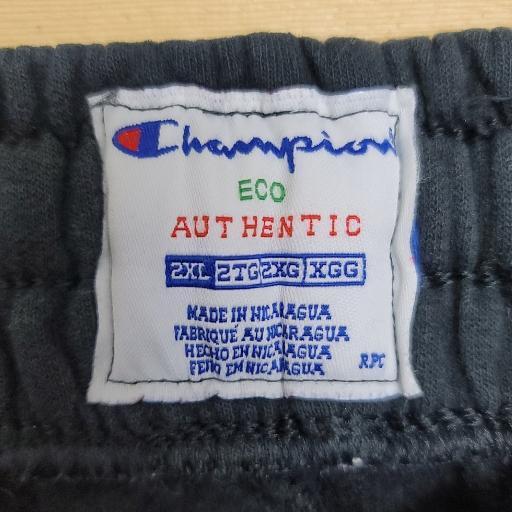 Champion
ECO
AUTHENTIC
2XL 2TG 2XG XGG
MADE IN NICARAGUA
FABRIQUÉ AU NICARAGUA
HECHO EN NICARAGUA
FEITO EM NICARAGUA
RPC